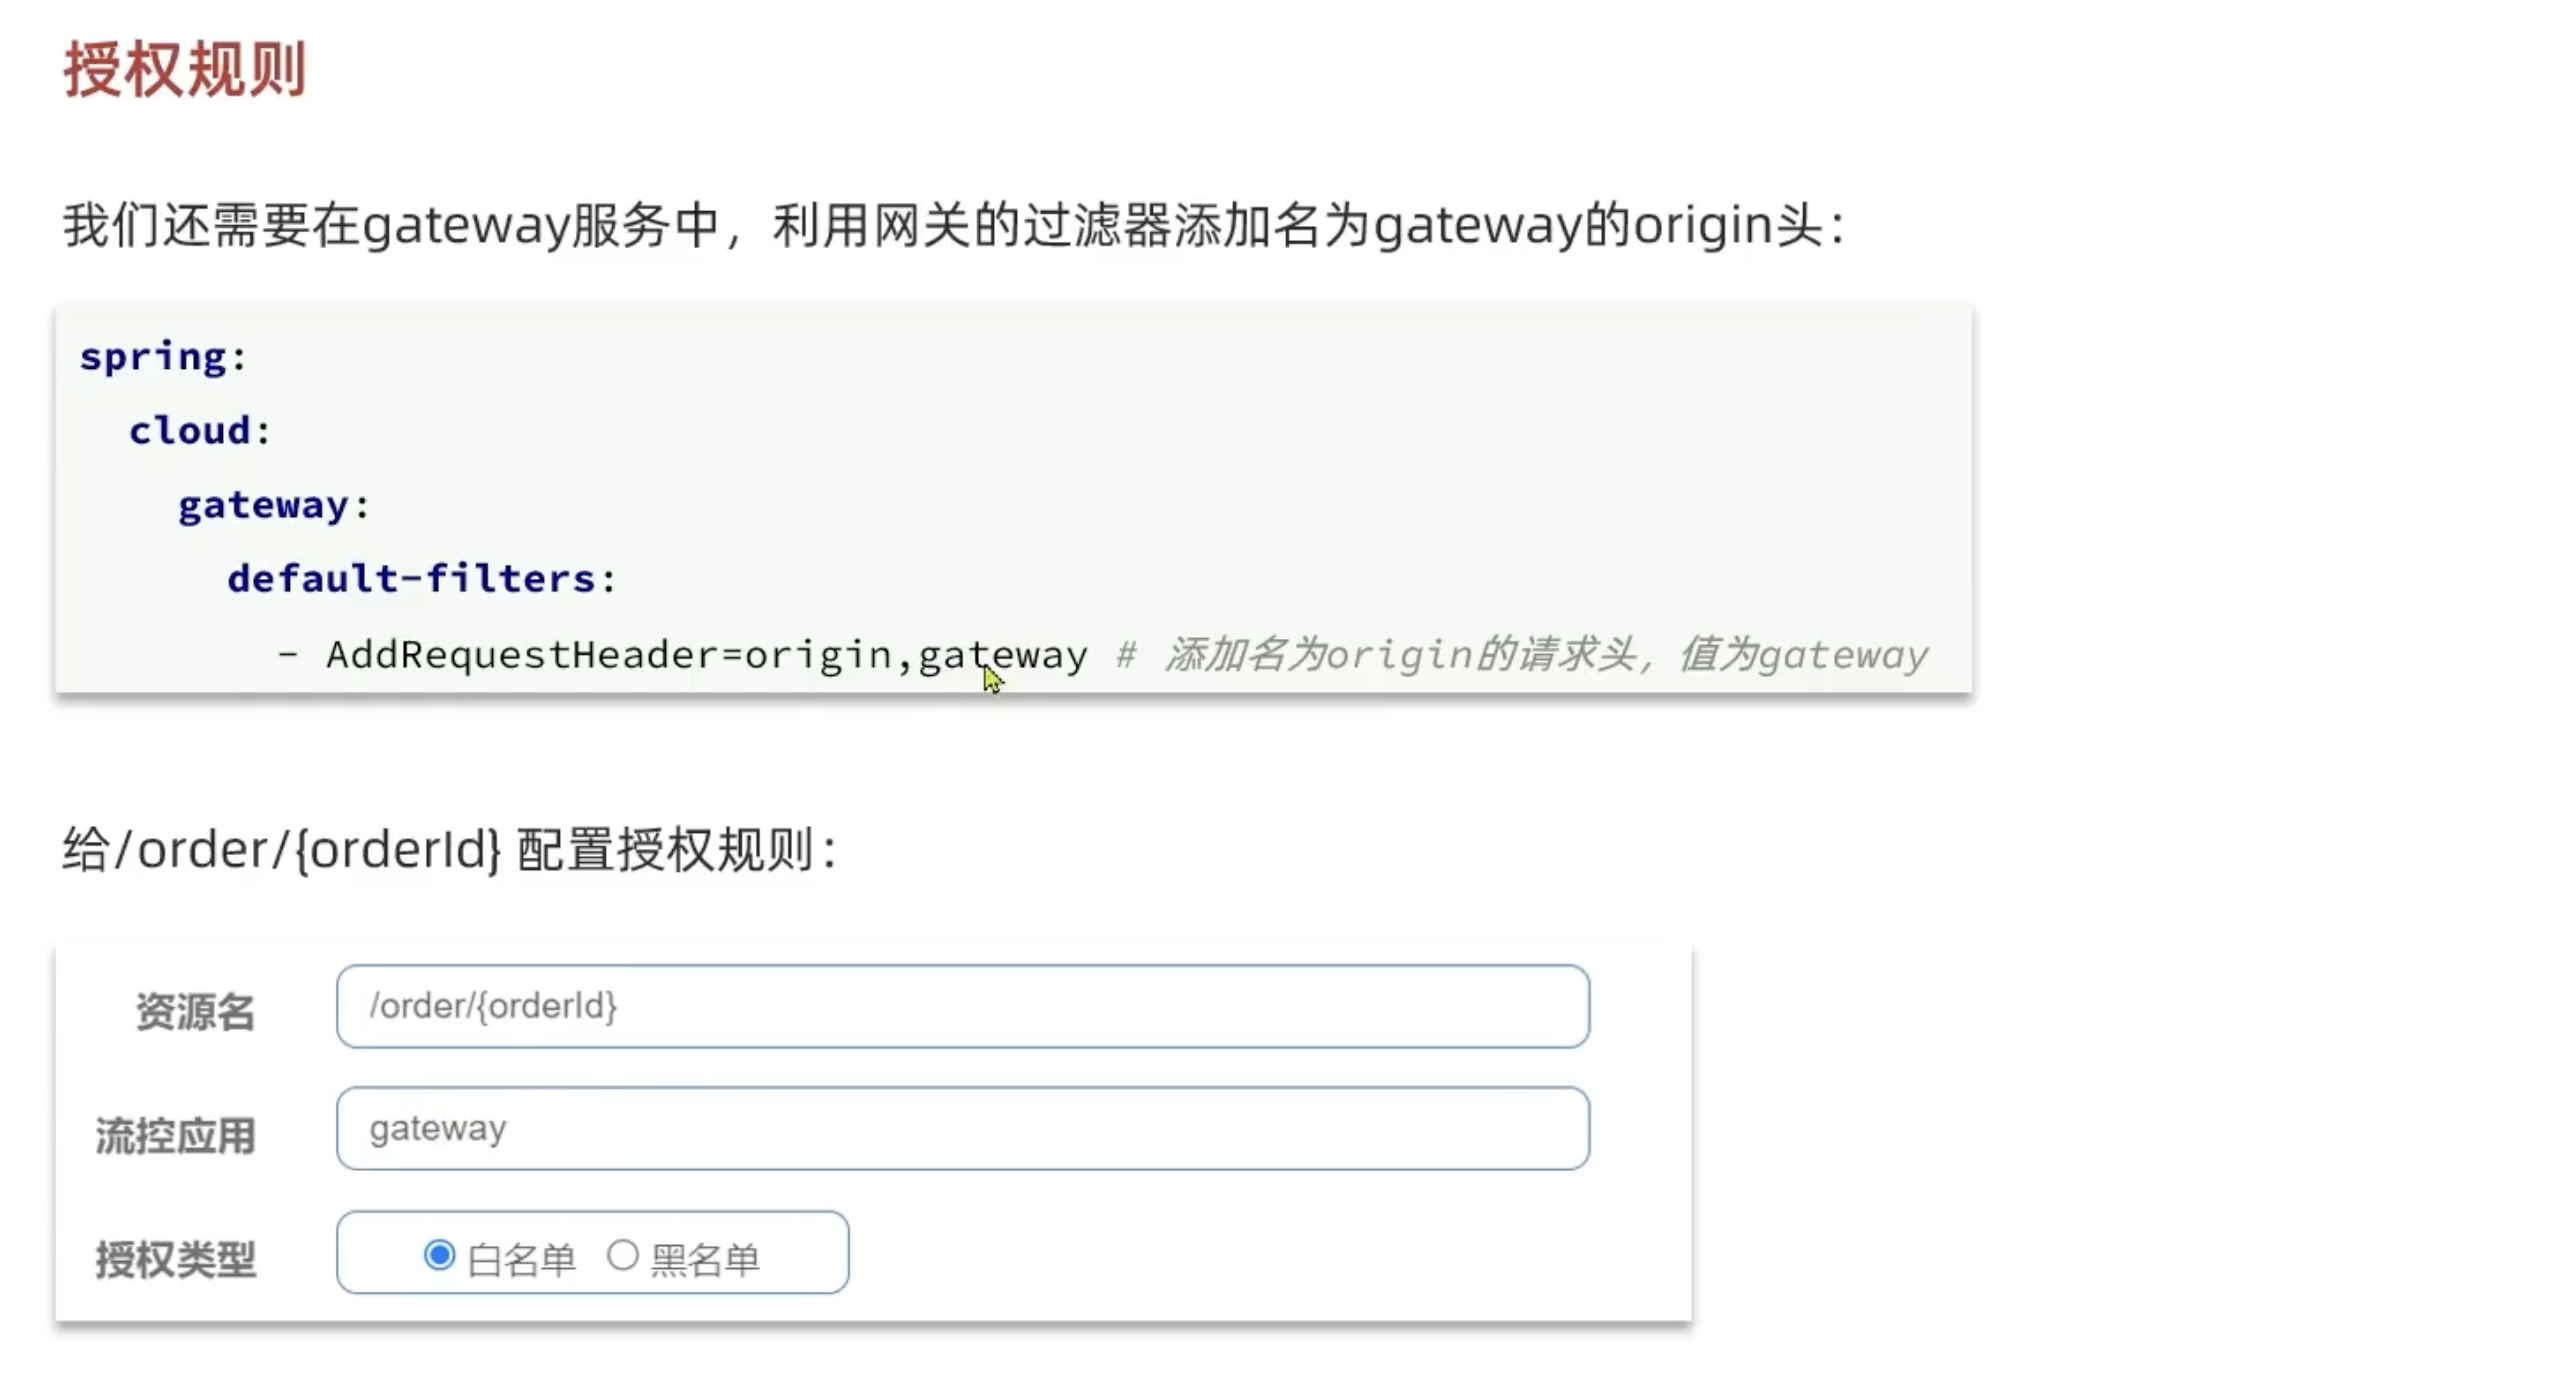 授权规则
我们还需要在gateway服务中，利用网关的过滤器添加名为gateway的origin头：
spring:
  cloud:
    gateway:
      default-filters:
        - AddRequestHeader=origin,gateway # 添加名为origin的请求头，值为gateway
给/order/{orderId} 配置授权规则：
资源名 /order/{orderId}
流控应用 gateway
授权类型 白名单 黑名单